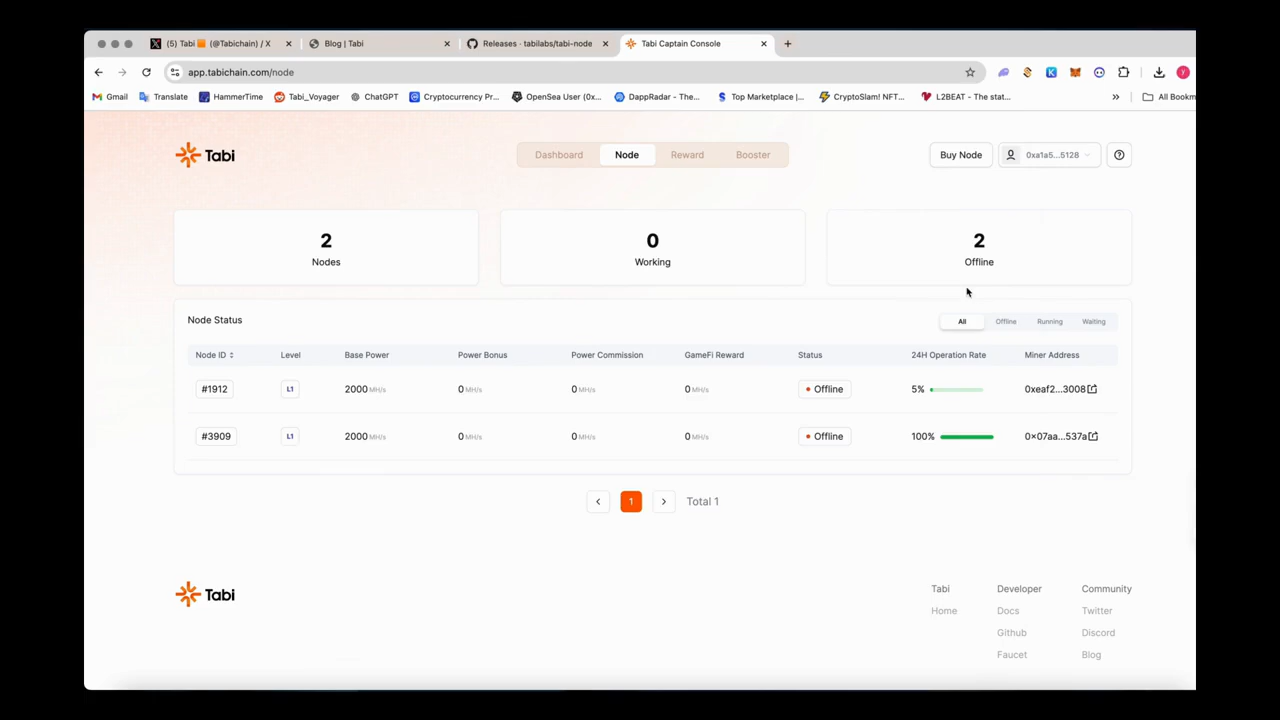 (5) Tabi 🟧 (@Tabichain) / X
Blog | Tabi
Releases · tabilabs/tabi-node
Tabi Captain Console
app.tabichain.com/node
Gmail
Translate
HammerTime
Tabi_Voyager
ChatGPT
Cryptocurrency Pr...
OpenSea User (0x...
DappRadar - The...
Top Marketplace |...
CryptoSlam! NFT...
L2BEAT - The stat...
»
All Bookm
Tabi
Dashboard
Node
Reward
Booster
Buy Node
0xa1a5...5128
2
Nodes
0
Working
2
Offline
Node Status
All
Offline
Running
Waiting
Node ID
Level
Base Power
Power Bonus
Power Commission
GameFi Reward
Status
24H Operation Rate
Miner Address
#1912
L1
2000 MH/s
0 MH/s
0 MH/s
0 MH/s
Offline
5%
0xeaf2...3008
#3909
L1
2000 MH/s
0 MH/s
0 MH/s
0 MH/s
Offline
100%
0x07aa...537a
1
Total 1
Tabi
Tabi
Developer
Community
Home
Docs
Twitter
Github
Discord
Faucet
Blog